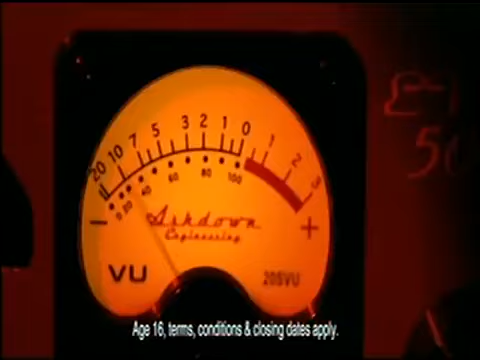 20 10 7 5 3 2 1 0 1 2 3
0 20 40 60 80 100
− +
Ashdown
Engineering
VU 20SVU
Age 16, terms, conditions & closing dates apply.